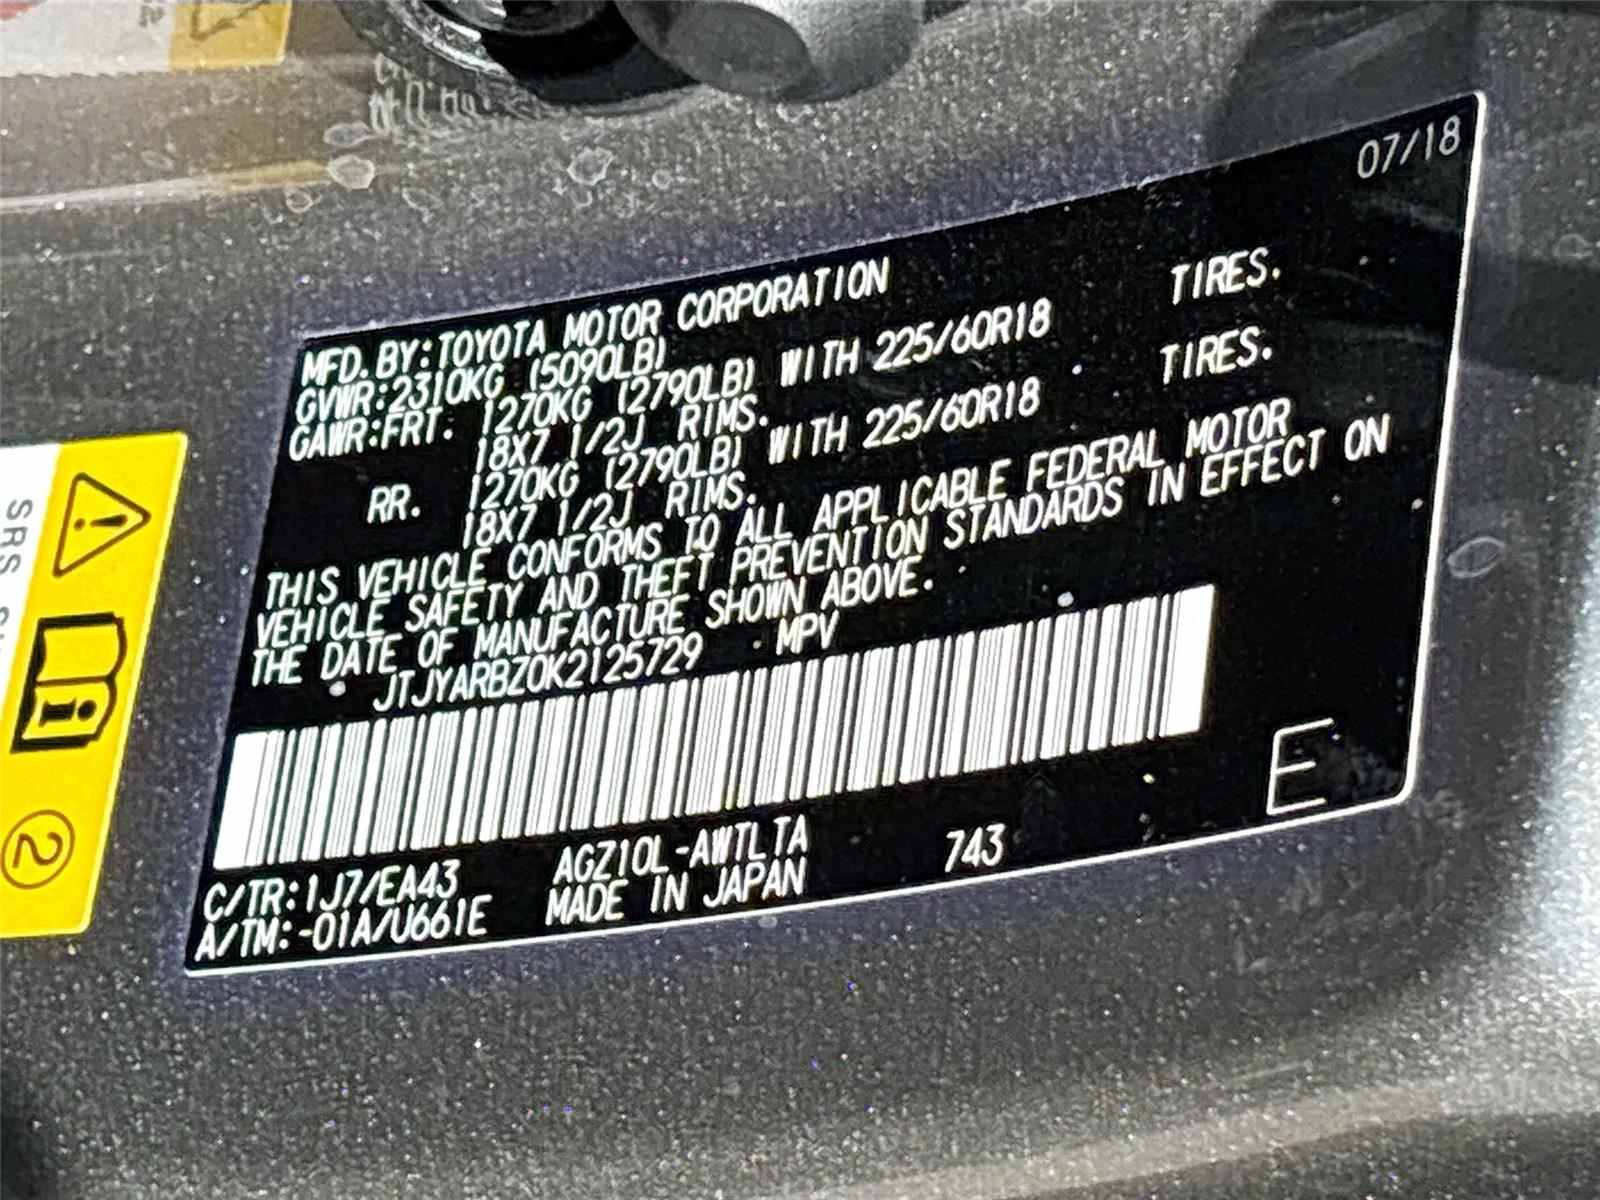 07/18
MFD. BY:TOYOTA MOTOR CORPORATION
GVWR:2310KG (5090LB)
GAWR:FRT. 1270KG (2790LB) WITH 225/60R18 TIRES.
18X7 1/2J RIMS.
RR. 1270KG (2790LB) WITH 225/60R18 TIRES.
18X7 1/2J RIMS.
THIS VEHICLE CONFORMS TO ALL APPLICABLE FEDERAL MOTOR
VEHICLE SAFETY AND THEFT PREVENTION STANDARDS IN EFFECT ON
THE DATE OF MANUFACTURE SHOWN ABOVE.
JTJYARBZ0K2125729 MPV
C/TR:1J7/EA43 AGZ10L-AWTLTA 743
A/TM:-01A/U661E MADE IN JAPAN
E
SRS
2